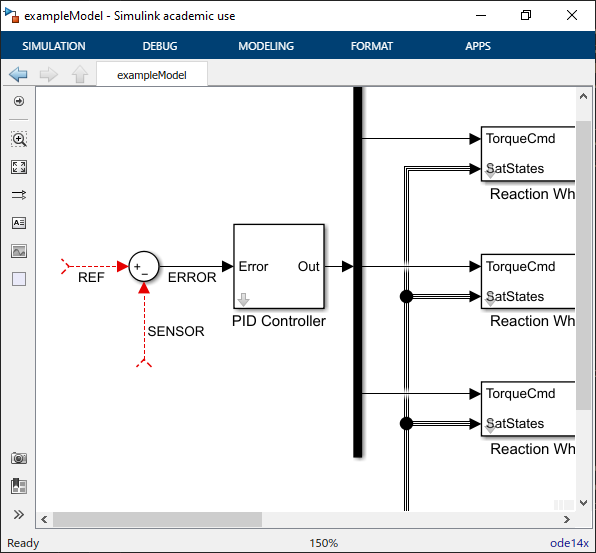 exampleModel - Simulink academic use
SIMULATION DEBUG MODELING FORMAT APPS
exampleModel
TorqueCmd
SatStates
Reaction Wh
REF
+
−
ERROR
Error Out
PID Controller
SENSOR
TorqueCmd
SatStates
Reaction Wh
TorqueCmd
SatStates
Reaction Wh
Ready 150% ode14x